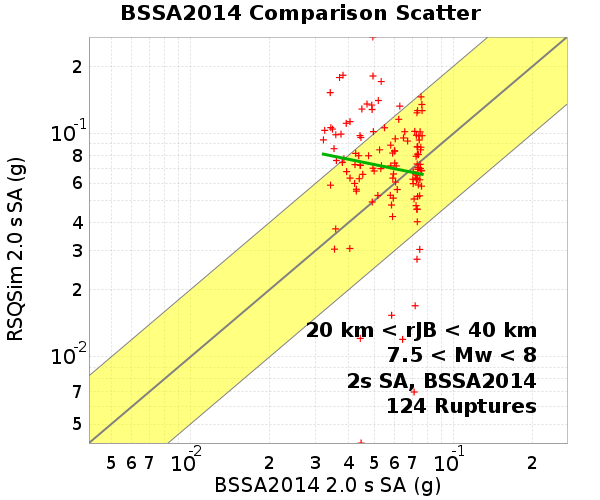 BSSA2014 Comparison Scatter
RSQSim 2.0 s SA (g)
2
10^-1
8
6
4
3
2
10^-2
7
5
20 km < rJB < 40 km
7.5 < Mw < 8
2s SA, BSSA2014
124 Ruptures
5 6 7 10^-2 2 3 4 5 6 7 10^-1 2
BSSA2014 2.0 s SA (g)